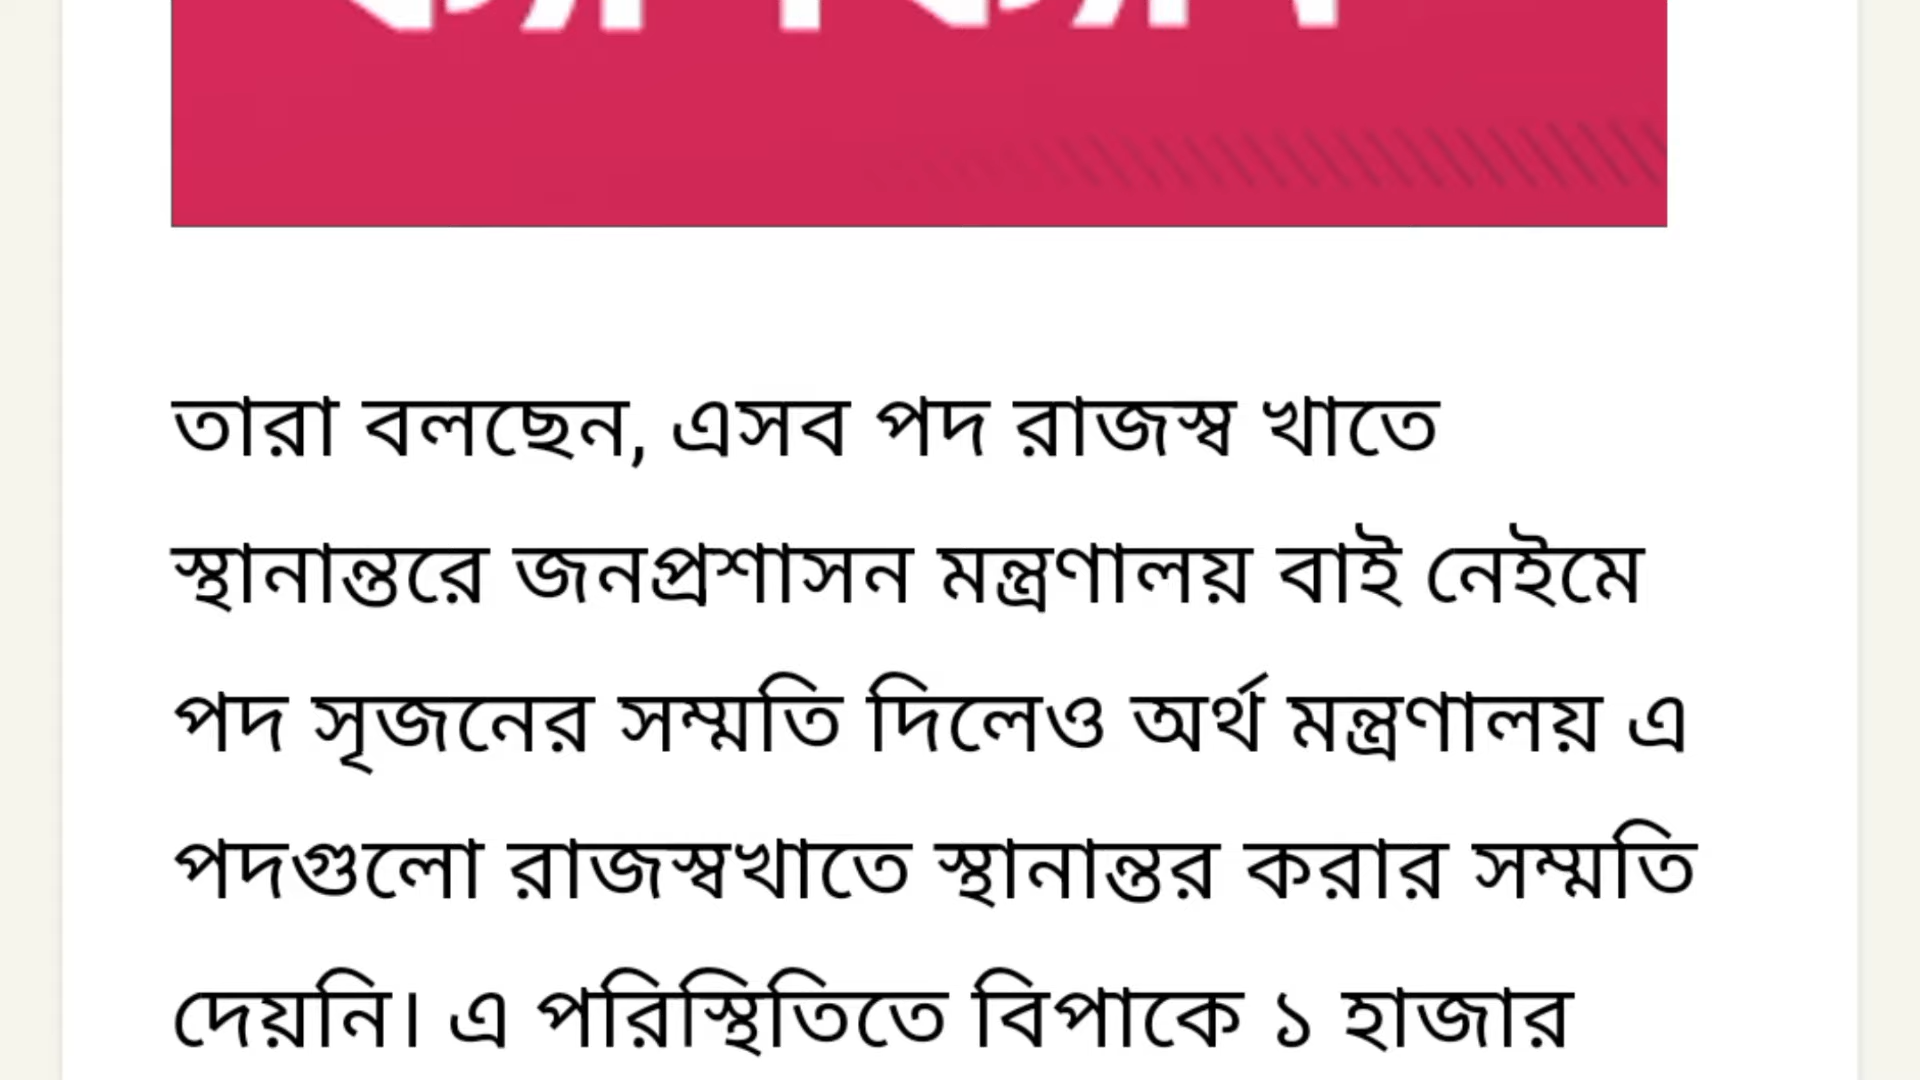 তারা বলছেন, এসব পদ রাজস্ব খাতে
স্থানান্তরে জনপ্রশাসন মন্ত্রণালয় বাই নেইমে
পদ সৃজনের সম্মতি দিলেও অর্থ মন্ত্রণালয় এ
পদগুলো রাজস্বখাতে স্থানান্তর করার সম্মতি
দেয়নি। এ পরিস্থিতিতে বিপাকে ১ হাজার